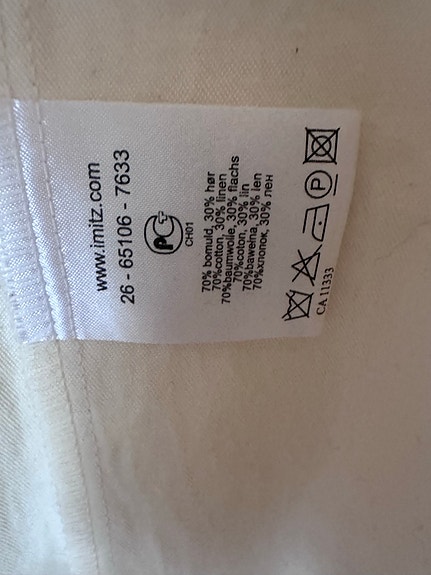 www.imitz.com
26 - 65106 - 7633
PC
CH01
70% bomuld, 30% hør
70%cotton, 30% linen
70%baumwolle, 30% flachs
70%coton, 30% lin
70%bawełna, 30% len
70%хлопок, 30% лен
P
CA 11333